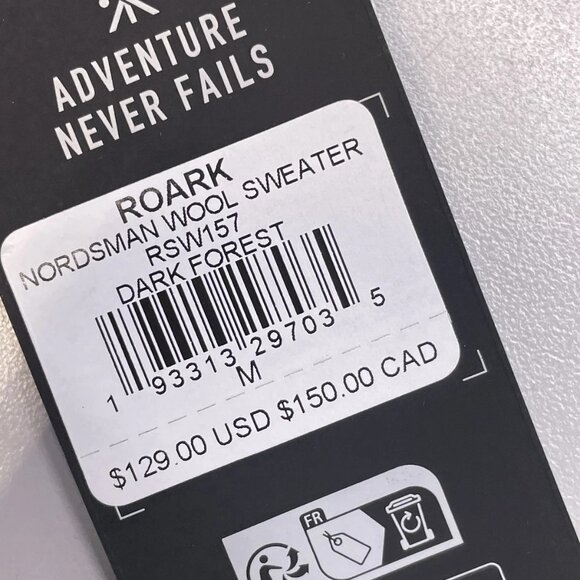 ADVENTURE
NEVER FAILS
ROARK
NORDSMAN WOOL SWEATER
RSW157
DARK FOREST
1 93313 29703 5
M
$129.00 USD $150.00 CAD
FR